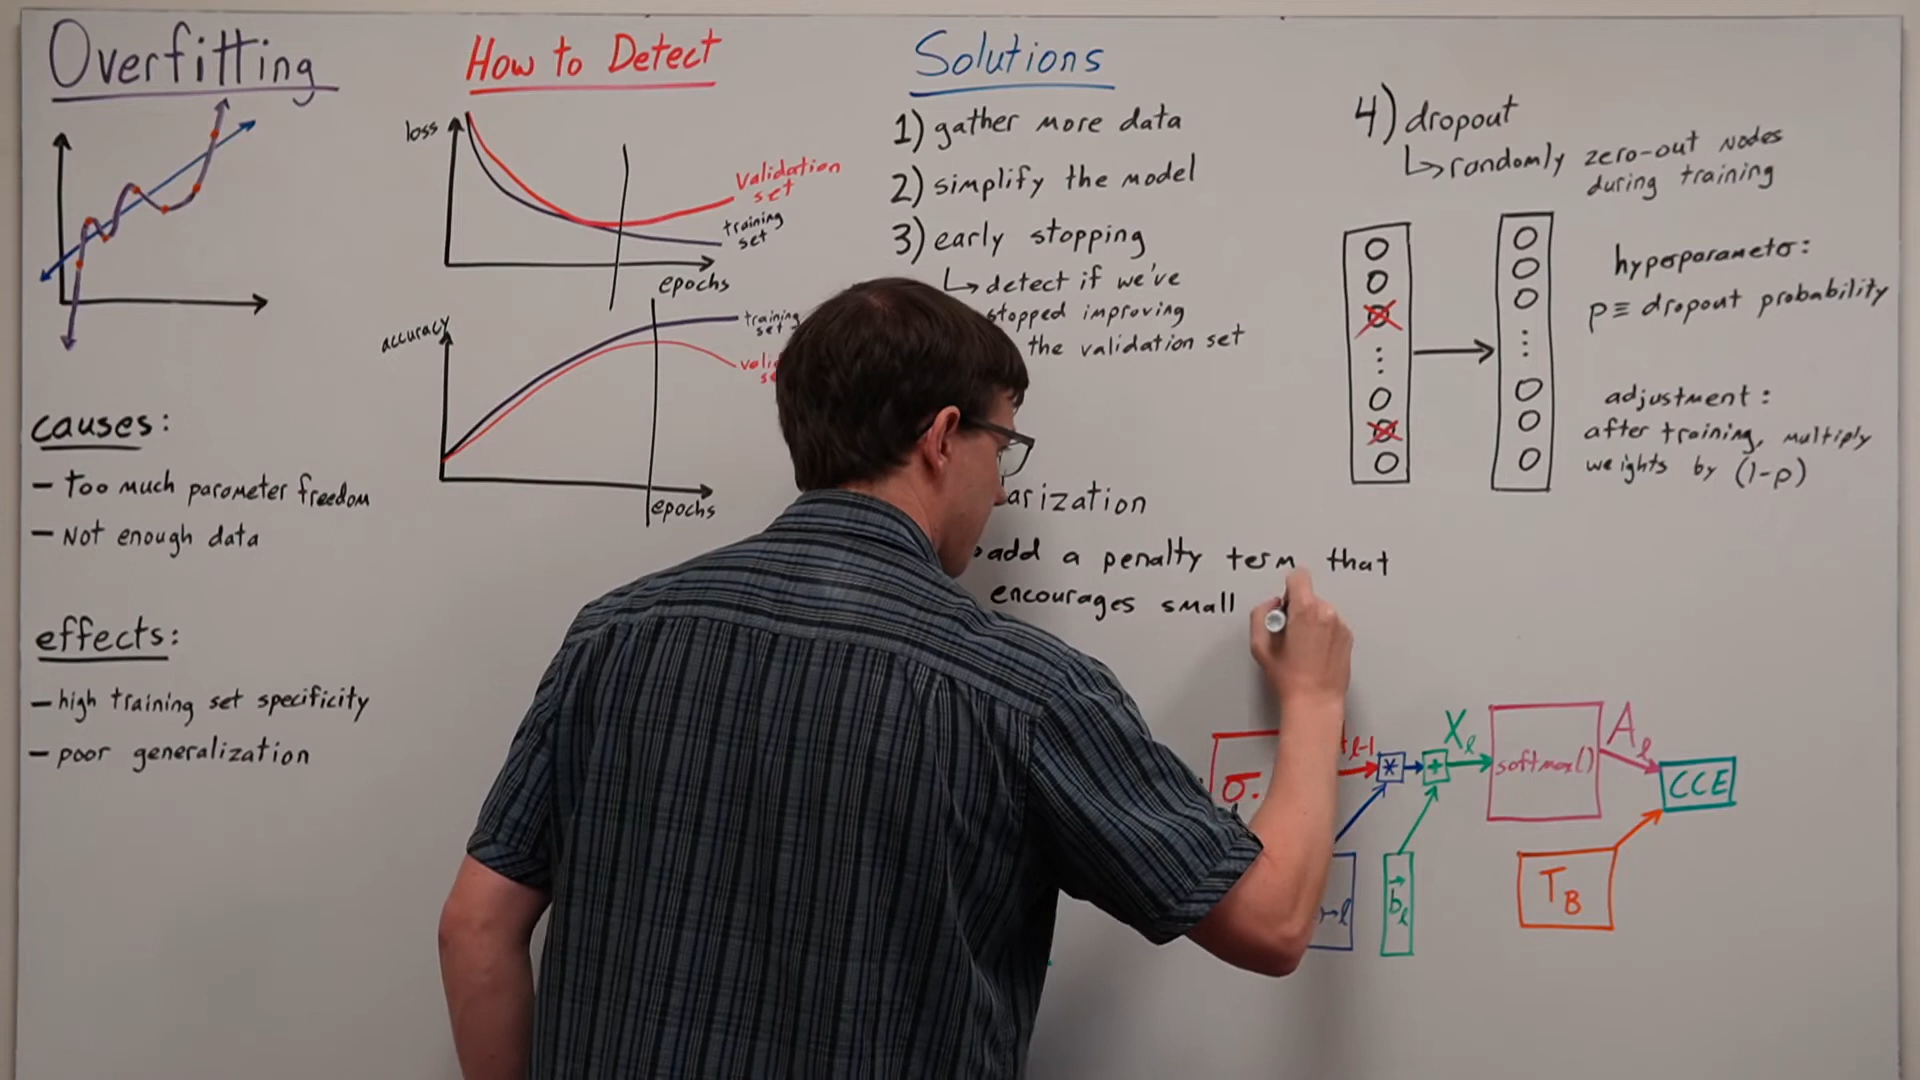 Overfitting
causes:
- Too much parameter freedom
- Not enough data
effects:
- high training set specificity
- poor generalization
How to Detect
loss
validation
set
training
set
epochs
accuracy
training
set
epochs
Solutions
1) gather more data
2) simplify the model
3) early stopping
↳ detect if we've
stopped improving
the validation set
add a penalty term that
encourages small
4) dropout
↳ randomly zero-out nodes
during training
hyperparameter:
p ≡ dropout probability
adjustment:
after training, multiply
weights by (1-p)
σ
l-1
*
+
X_l
softmax()
A_l
CCE
b_l
T_B